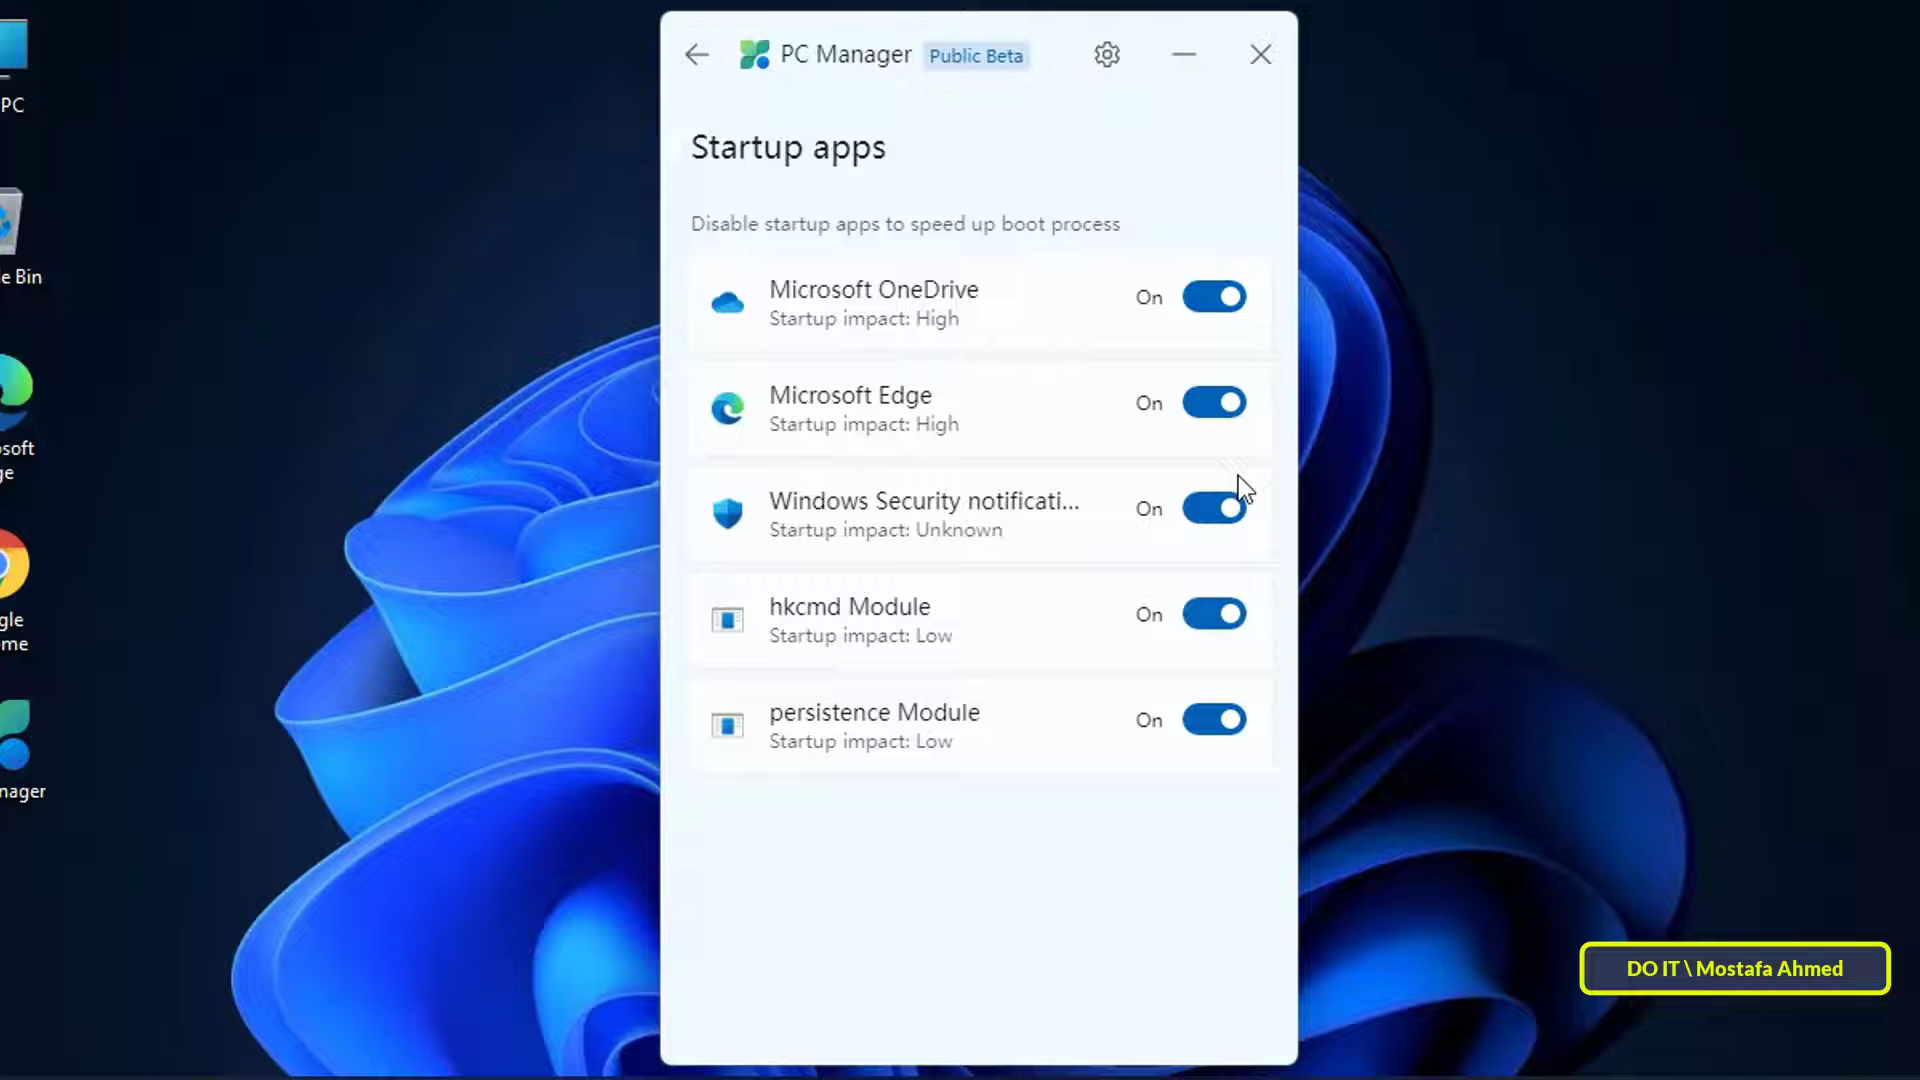 PC
e Bin
soft
ge
gle
me
nager
PC Manager Public Beta
Startup apps
Disable startup apps to speed up boot process
Microsoft OneDrive
Startup impact: High
On
Microsoft Edge
Startup impact: High
On
Windows Security notificati...
Startup impact: Unknown
On
hkcmd Module
Startup impact: Low
On
persistence Module
Startup impact: Low
On
DO IT \ Mostafa Ahmed